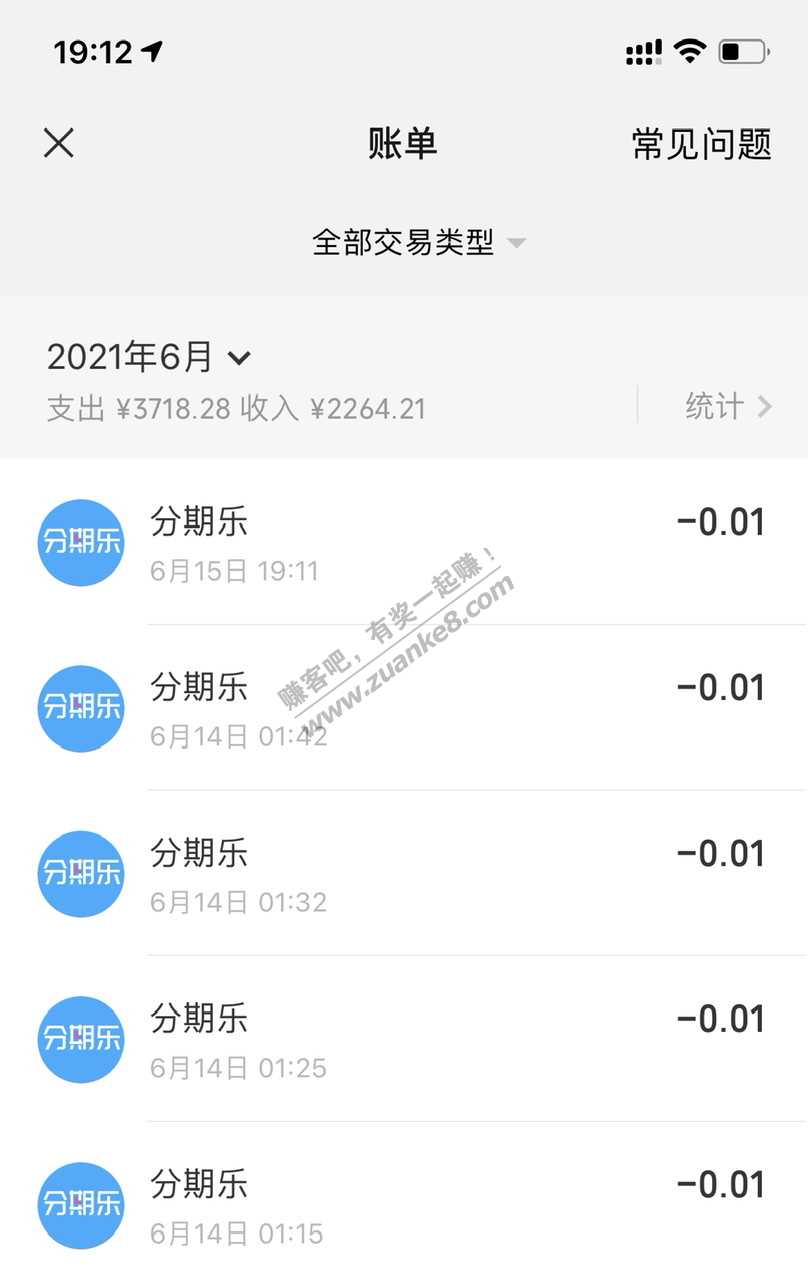 19:12
账单
常见问题
全部交易类型
2021年6月
支出 ¥3718.28 收入 ¥2264.21
统计
分期乐
分期乐
-0.01
6月15日 19:11
赚客吧，有奖一起赚！
www.zuanke8.com
分期乐
分期乐
-0.01
6月14日 01:42
分期乐
分期乐
-0.01
6月14日 01:32
分期乐
分期乐
-0.01
6月14日 01:25
分期乐
分期乐
-0.01
6月14日 01:15